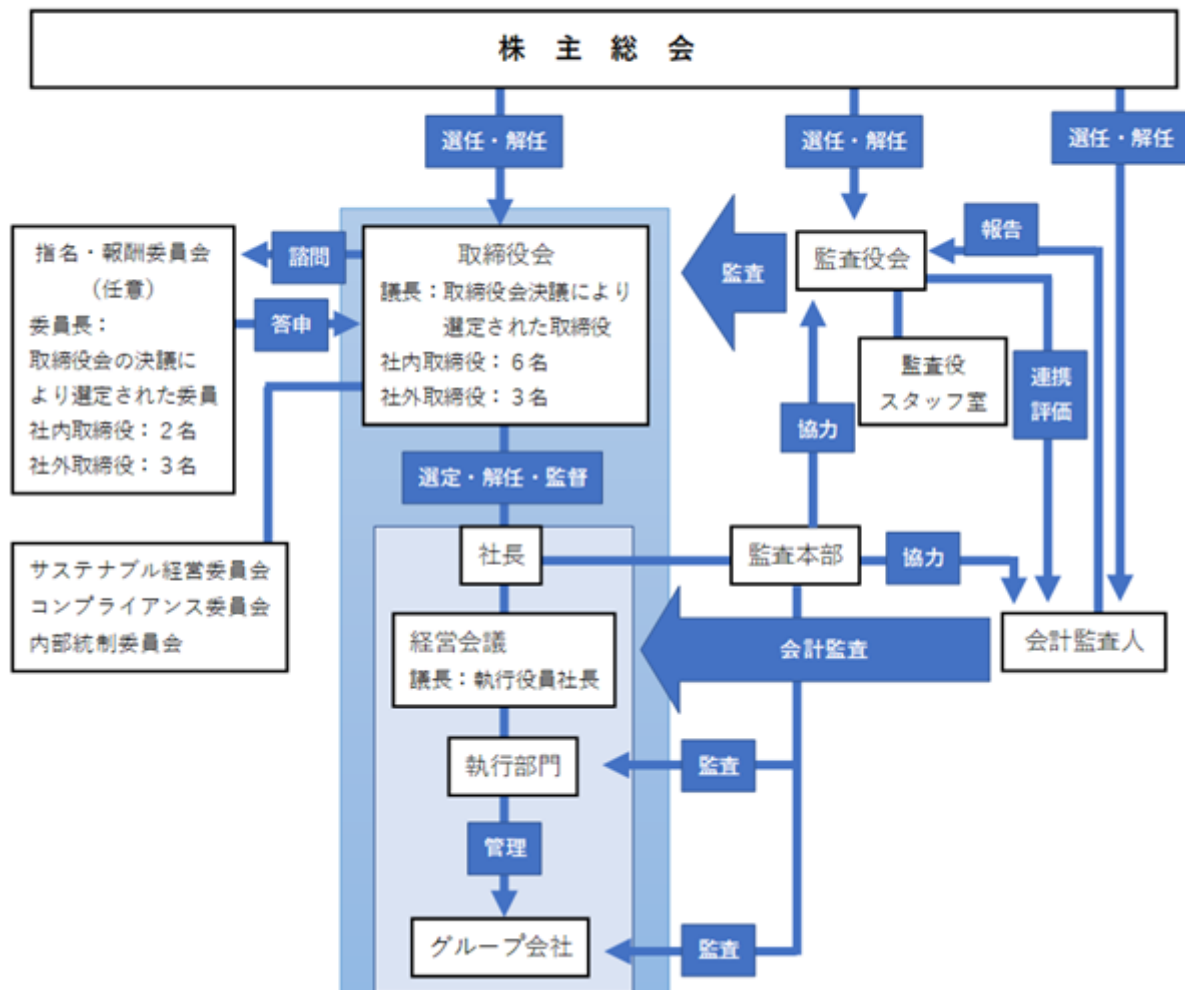 株 主 総 会
選任・解任
選任・解任
選任・解任
指名・報酬委員会
（任意）
委員長：
取締役会の決議に
より選定された委員
社内取締役：２名
社外取締役：３名
諮問
答申
取締役会
議長：取締役会決議により
選定された取締役
社内取締役：６名
社外取締役：３名
監査
監査役会
報告
監査役
スタッフ室
連携
評価
協力
選定・解任・監督
サステナブル経営委員会
コンプライアンス委員会
内部統制委員会
社長
監査本部
協力
経営会議
議長：執行役員社長
会計監査
会計監査人
執行部門
監査
管理
グループ会社
監査